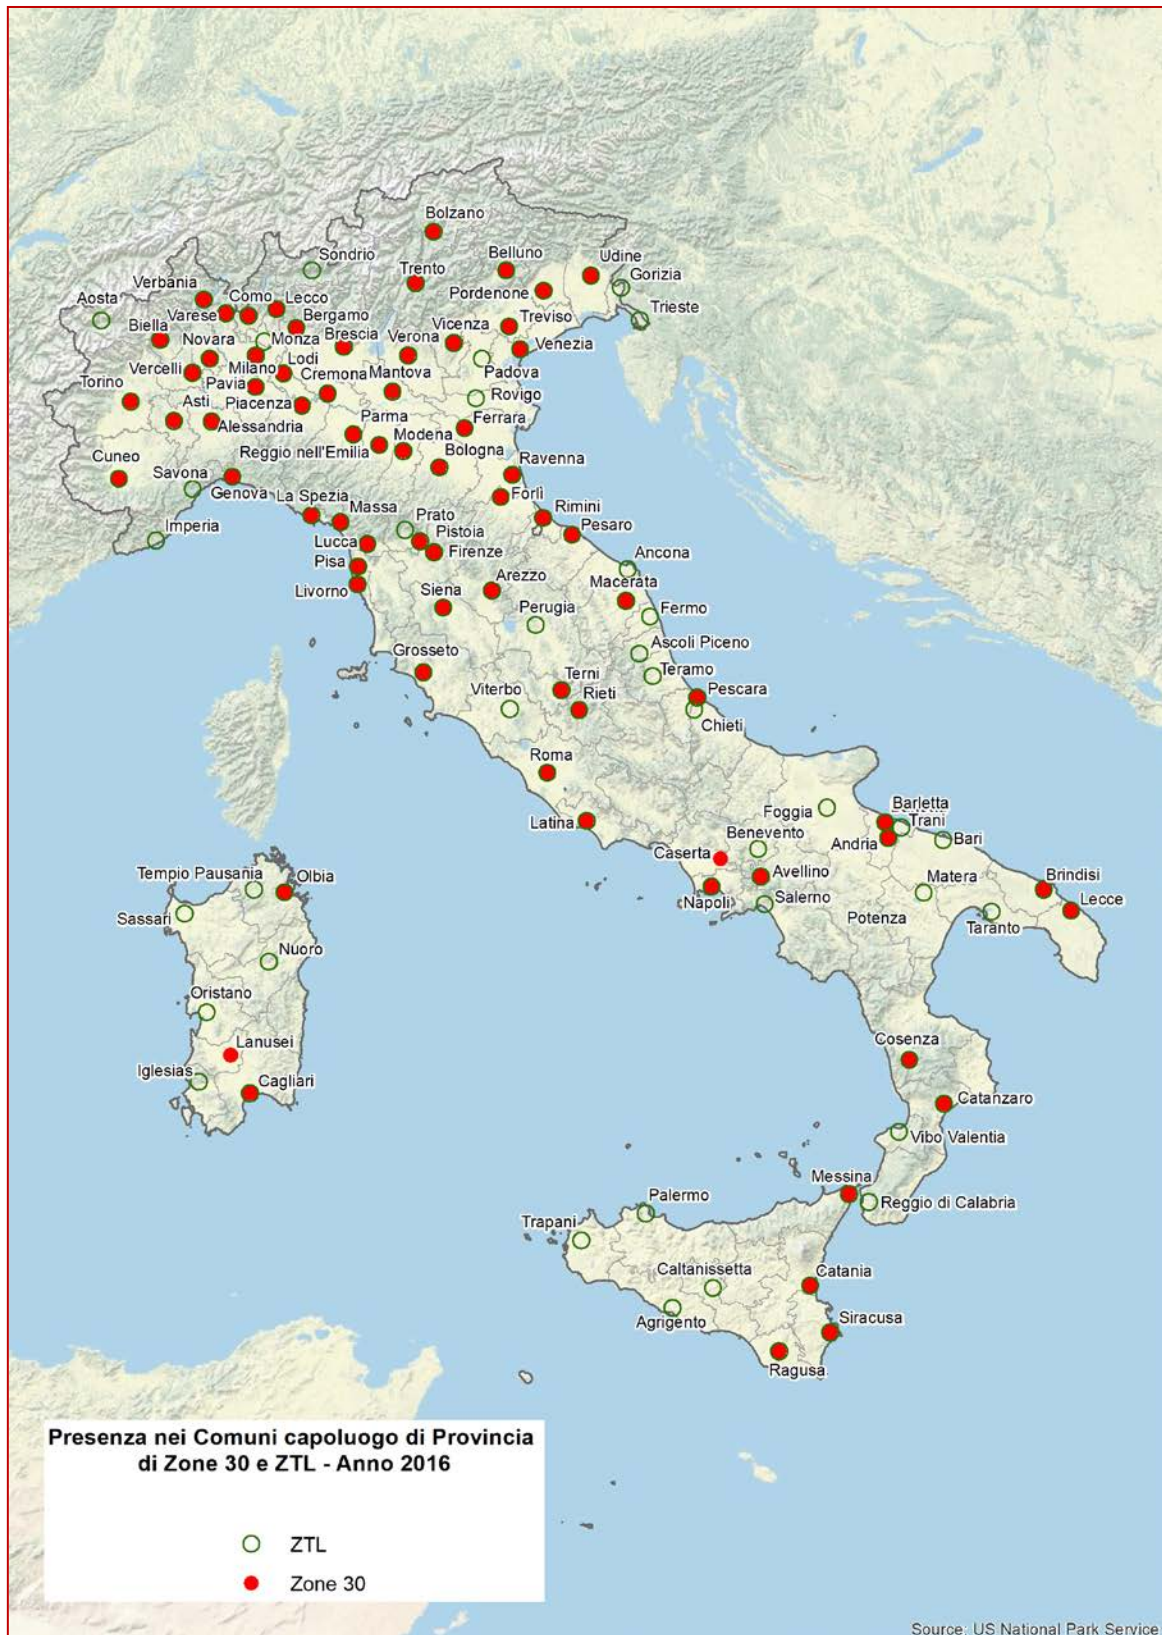 Bolzano
Sondrio
Belluno
Udine
Trento
Gorizia
Verbania
Pordenone
Aosta
Como
Lecco
Trieste
Varese
Bergamo
Vicenza
Treviso
Biella
Monza
Brescia
Verona
Venezia
Novara
Milano
Lodi
Padova
Vercelli
Cremona
Mantova
Torino
Pavia
Rovigo
Asti
Piacenza
Parma
Ferrara
Alessandria
Modena
Reggio nell'Emilia
Bologna
Cuneo
Savona
Ravenna
Genova
La Spezia
Massa
Forlì
Rimini
Imperia
Prato
Pistoia
Pesaro
Lucca
Firenze
Pisa
Ancona
Livorno
Arezzo
Macerata
Siena
Perugia
Fermo
Grosseto
Ascoli Piceno
Terni
Teramo
Viterbo
Rieti
Pescara
Chieti
Roma
Barletta
Foggia
Trani
Latina
Benevento
Andria
Bari
Caserta
Tempio Pausania
Olbia
Avellino
Matera
Brindisi
Napoli
Salerno
Lecce
Sassari
Potenza
Taranto
Nuoro
Oristano
Lanusei
Cosenza
Iglesias
Cagliari
Catanzaro
Vibo Valentia
Messina
Palermo
Reggio di Calabria
Trapani
Caltanissetta
Catania
Agrigento
Siracusa
Ragusa
Presenza nei Comuni capoluogo di Provincia
di Zone 30 e ZTL - Anno 2016
ZTL
Zone 30
Source: US National Park Service